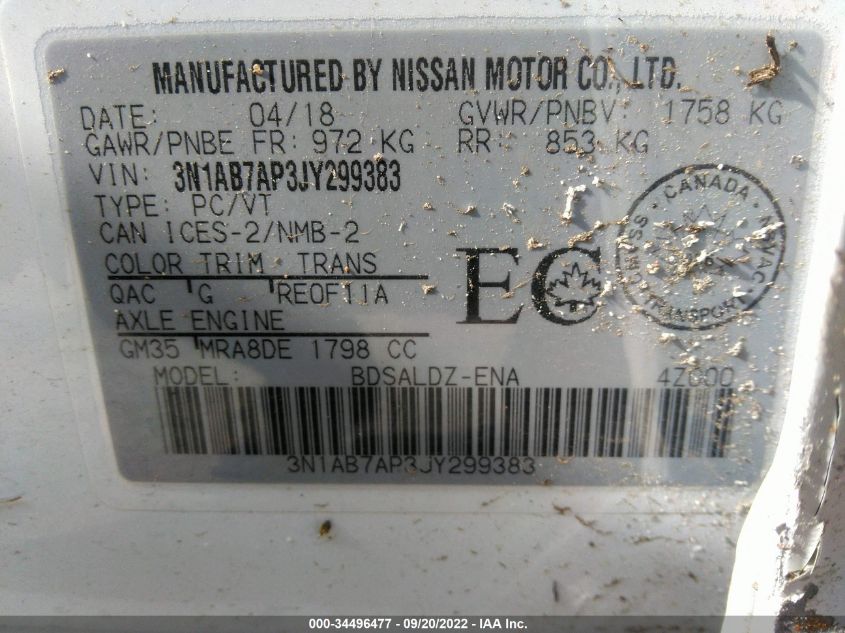 MANUFACTURED BY NISSAN MOTOR CO., LTD.
DATE: 04/18 GVWR/PNBV: 1758 KG
GAWR/PNBE FR: 972 KG RR: 853 KG
VIN: 3N1AB7AP3JY299383
TYPE: PC/VT
CAN ICES-2/NMB-2
COLOR TRIM TRANS
QAC G RE0F11A
AXLE ENGINE
GM35 MRA8DE 1798 CC
MODEL: BDSALDZ-ENA
3N1AB7AP3JY299383
EC
CANADA
TRANSPORT
000-34496477 - 09/20/2022 - IAA Inc.